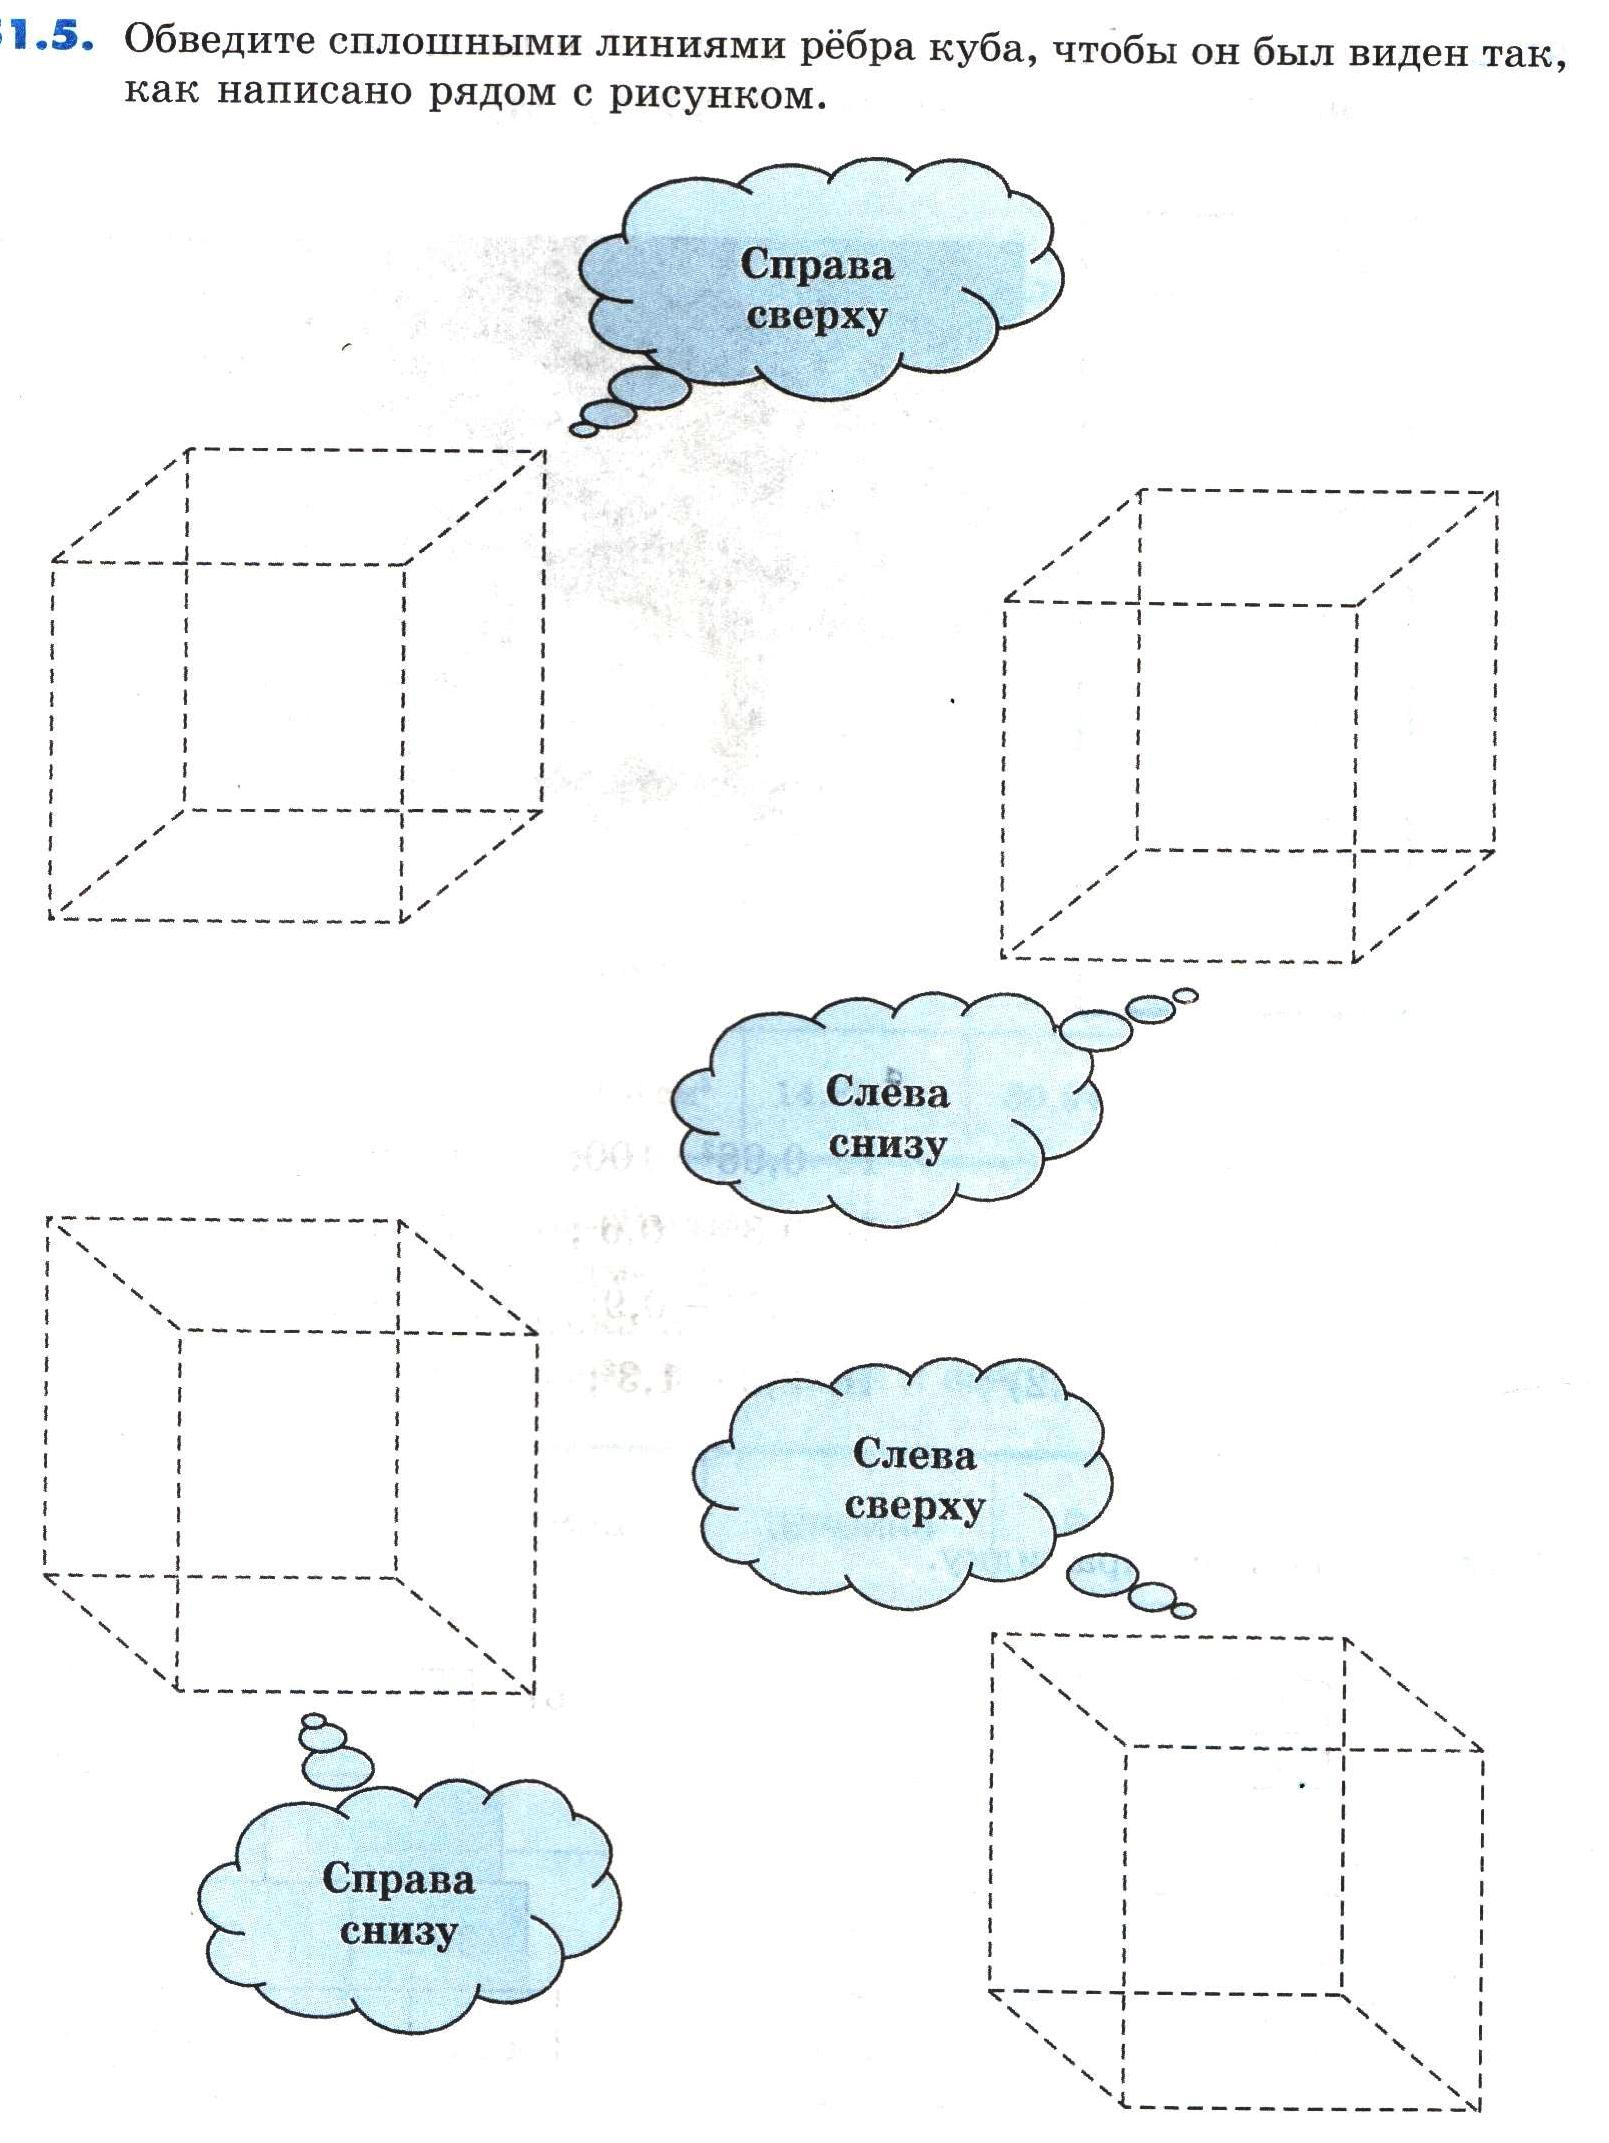 1.5. Обведите сплошными линиями рёбра куба, чтобы он был виден так,
как написано рядом с рисунком.
Справа
сверху
Слева
снизу
Слева
сверху
Справа
снизу